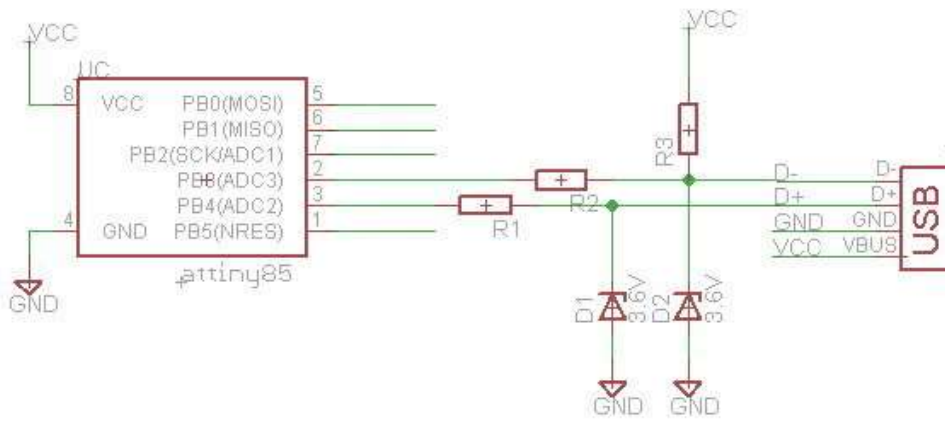 VCC
VCC
UC
8 VCC PB0(MOSI) 5
PB1(MISO) 6
PB2(SCK/ADC1) 7
PB3(ADC3) 2
PB4(ADC2) 3
4 GND PB5(NRES) 1
attiny85
GND
R3
R2
R1
D- D-
D+ D+
GND GND
VCC VBUS
USB
D1 3.6V
D2 3.6V
GND GND